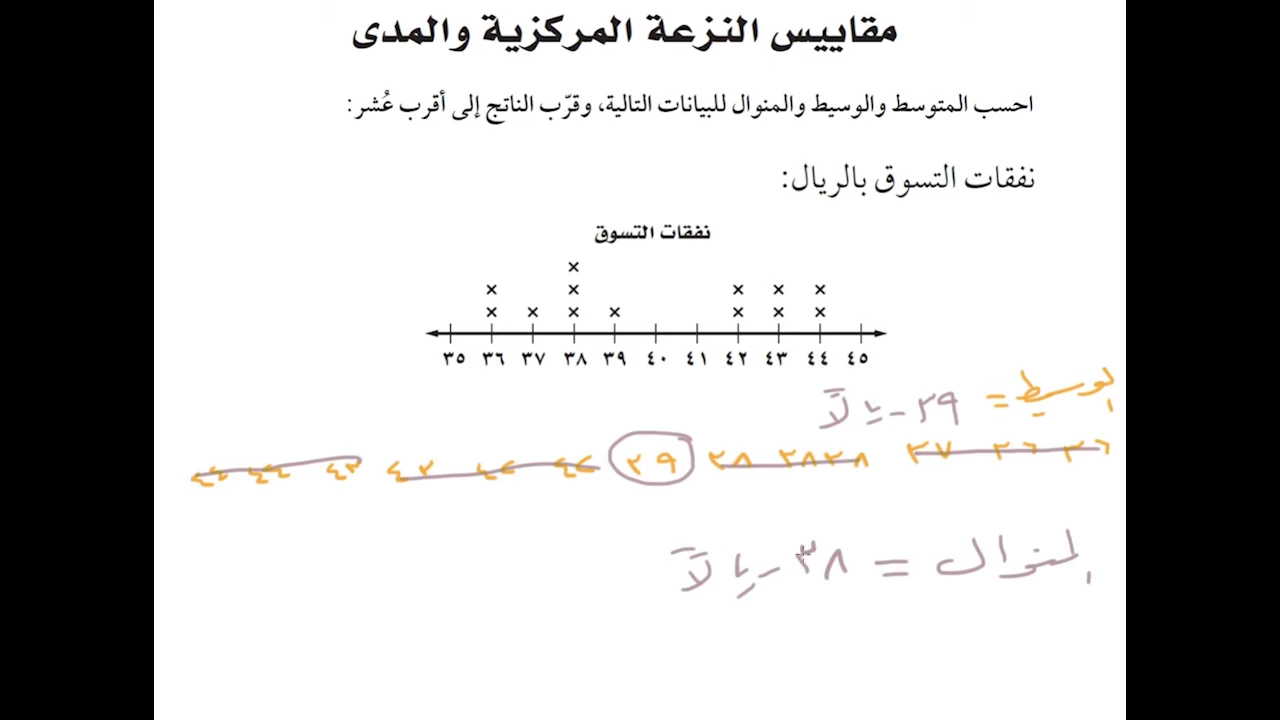 مقاييس النزعة المركزية والمدى
احسب المتوسط والوسيط والمنوال للبيانات التالية، وقرّب الناتج إلى أقرب عُشر:
نفقات التسوق بالريال:
نفقات التسوق
٣٥ ٣٦ ٣٧ ٣٨ ٣٩ ٤٠ ٤١ ٤٢ ٤٣ ٤٤ ٤٥
الوسيط = ٣٩ ريالاً
٣٦ ٣٦ ٣٧ ٣٨ ٣٨ ٣٨ ٣٩ ٤٢ ٤٢ ٤٣ ٤٣ ٤٤ ٤٤
المنوال = ٣٨ ريالاً